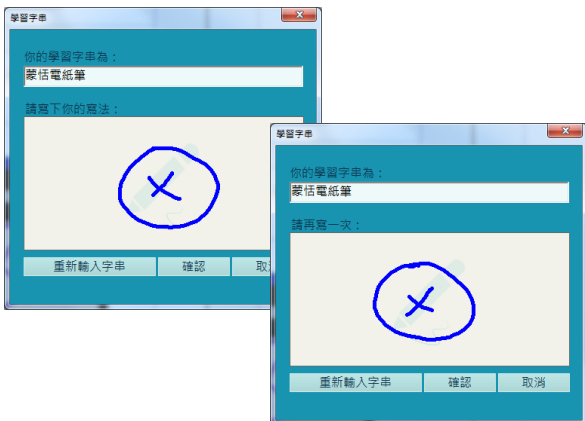 學習字串
你的學習字串為：
蒙恬電紙筆
請寫下你的寫法：
重新輸入字串
確認
取消
學習字串
你的學習字串為：
蒙恬電紙筆
請再寫一次：
重新輸入字串
確認
取消